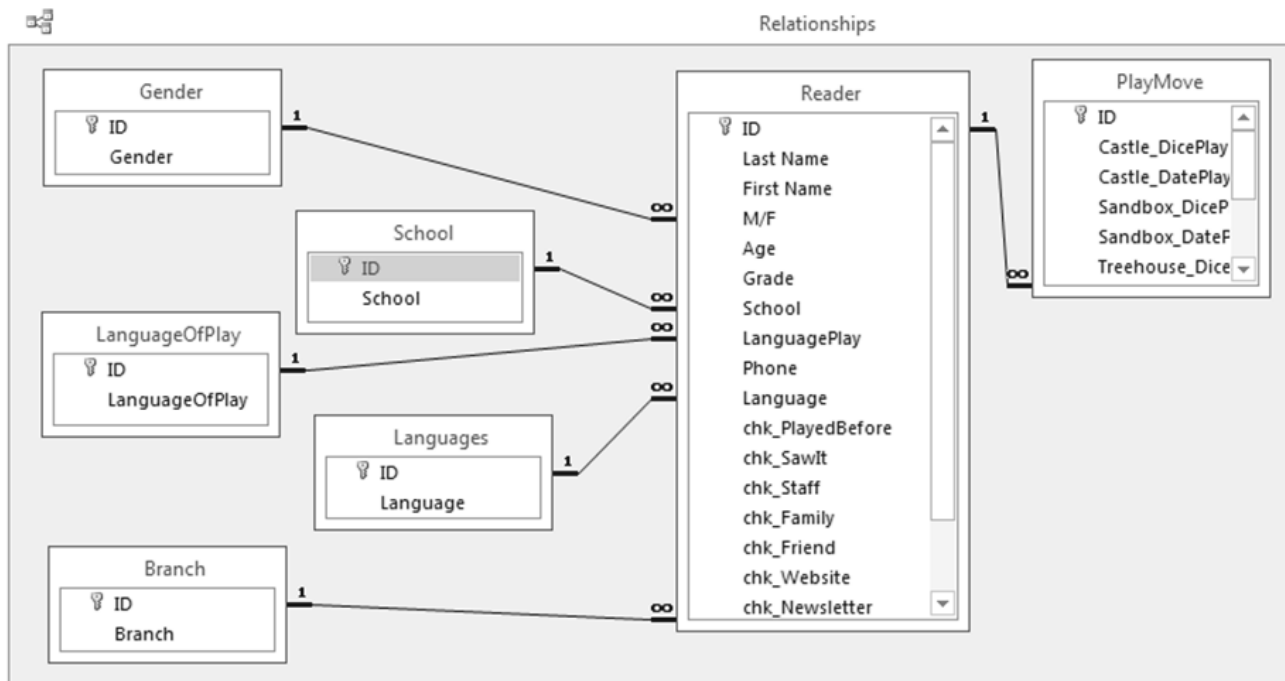 Relationships
Gender
ID
Gender
1
∞
School
ID
School
1
∞
LanguageOfPlay
ID
LanguageOfPlay
1
∞
Languages
ID
Language
1
∞
Branch
ID
Branch
1
∞
Reader
ID
Last Name
First Name
M/F
Age
Grade
School
LanguagePlay
Phone
Language
chk_PlayedBefore
chk_SawIt
chk_Staff
chk_Family
chk_Friend
chk_Website
chk_Newsletter
1
∞
PlayMove
ID
Castle_DicePlay
Castle_DatePlay
Sandbox_DiceP
Sandbox_DateP
Treehouse_Dice